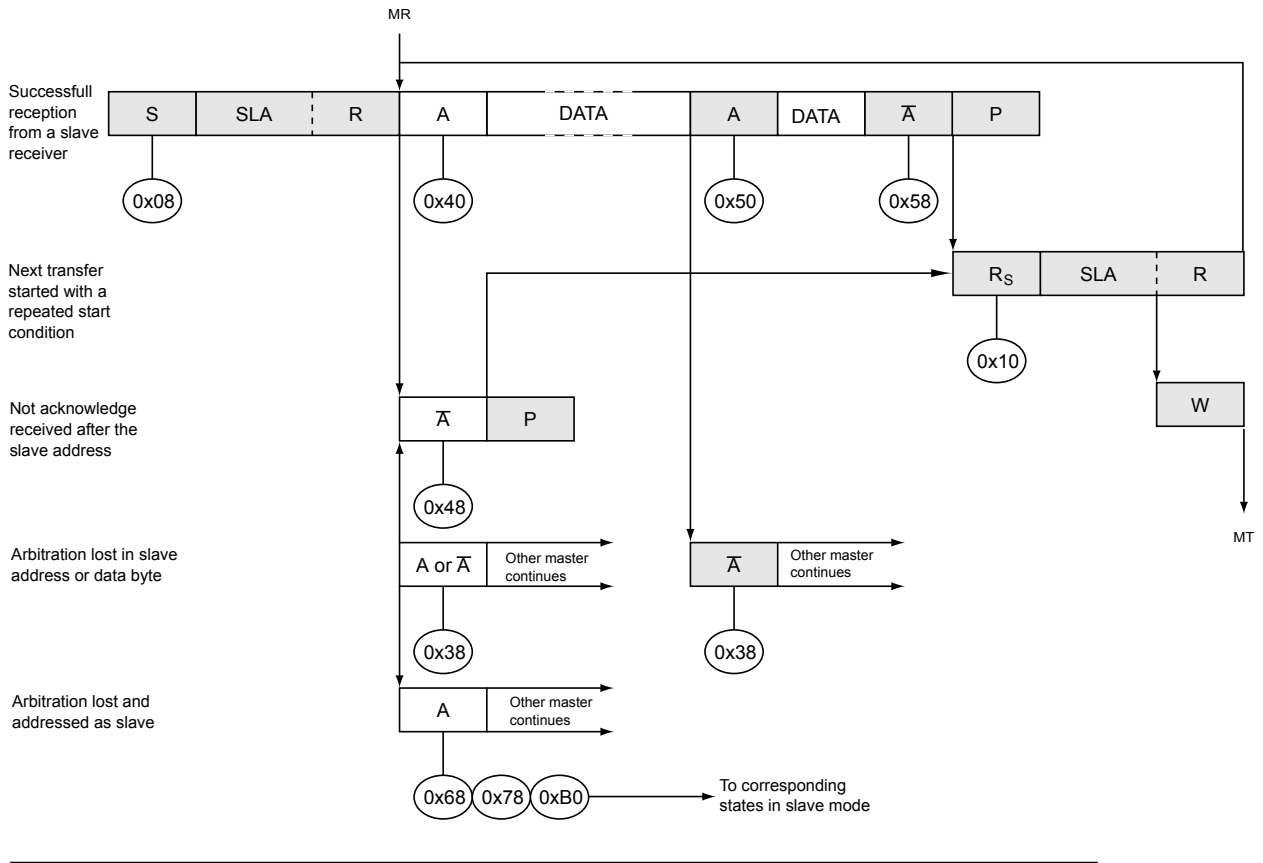 MR
Successfull
reception
from a slave
receiver
S SLA R A DATA A DATA A̅ P
0x08 0x40 0x50 0x58
Next transfer
started with a
repeated start
condition
RS SLA R
0x10
Not acknowledge
received after the
slave address
A̅ P
W
0x48
MT
Arbitration lost in slave
address or data byte
A or A̅
Other master
continues
A̅
Other master
continues
0x38 0x38
Arbitration lost and
addressed as slave
A
Other master
continues
0x68 0x78 0xB0
To corresponding
states in slave mode